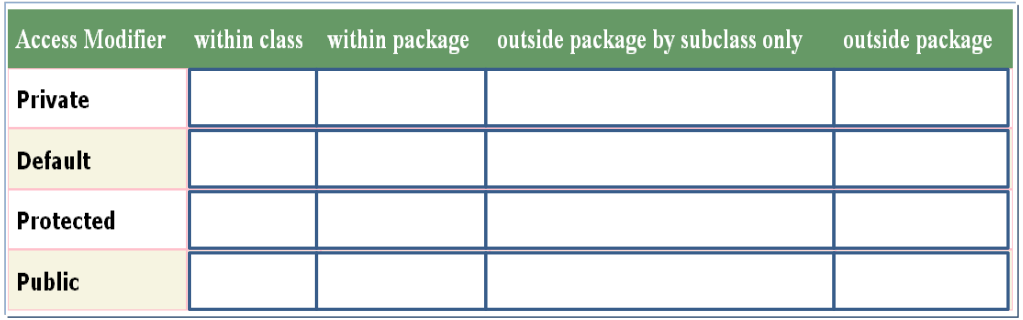 Access Modifier within class within package outside package by subclass only outside package
Private
Default
Protected
Public